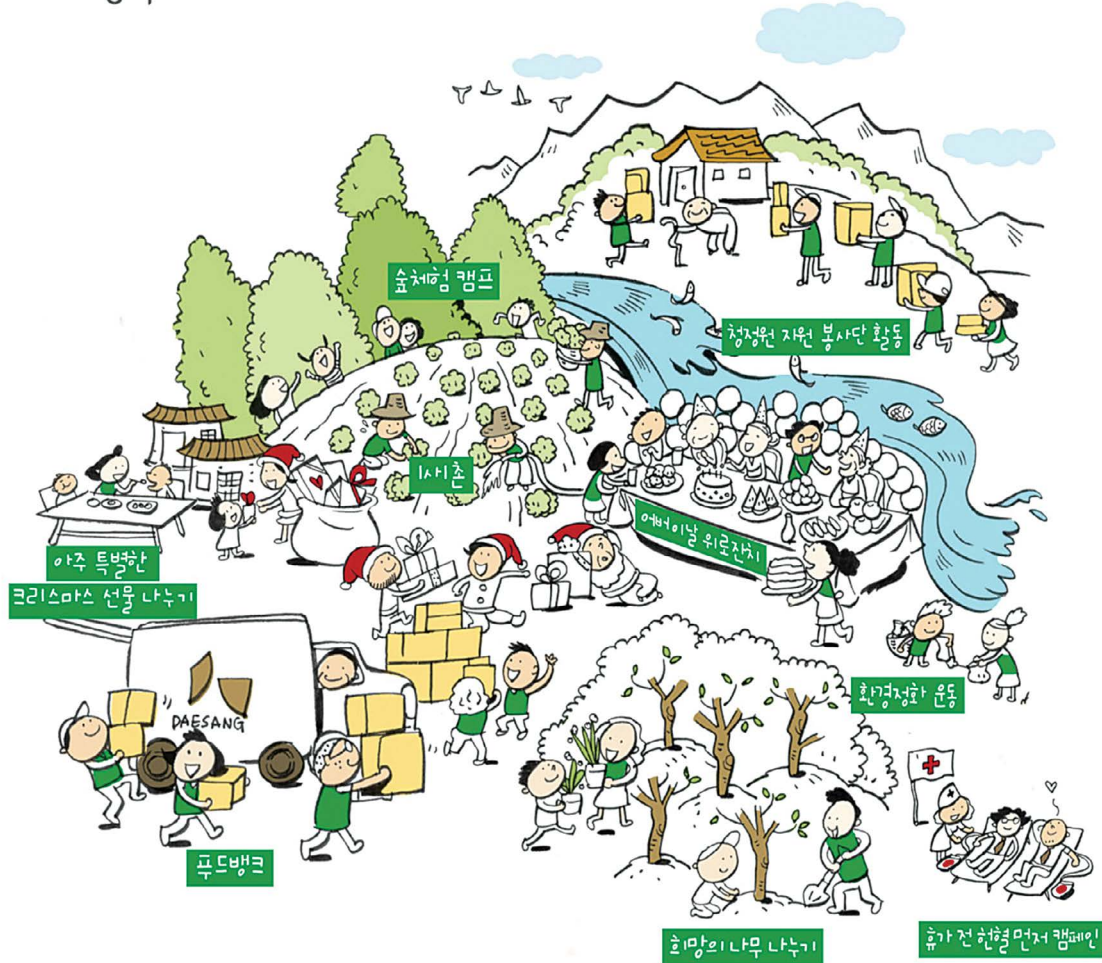 숲체험 캠프
청정원 자원 봉사단 활동
1사1촌
어버이날 위로잔치
아주 특별한
크리스마스 선물 나누기
환경정화 운동
DAESANG
푸드뱅크
희망의 나무 나누기
휴가 전 헌혈 먼저 캠페인